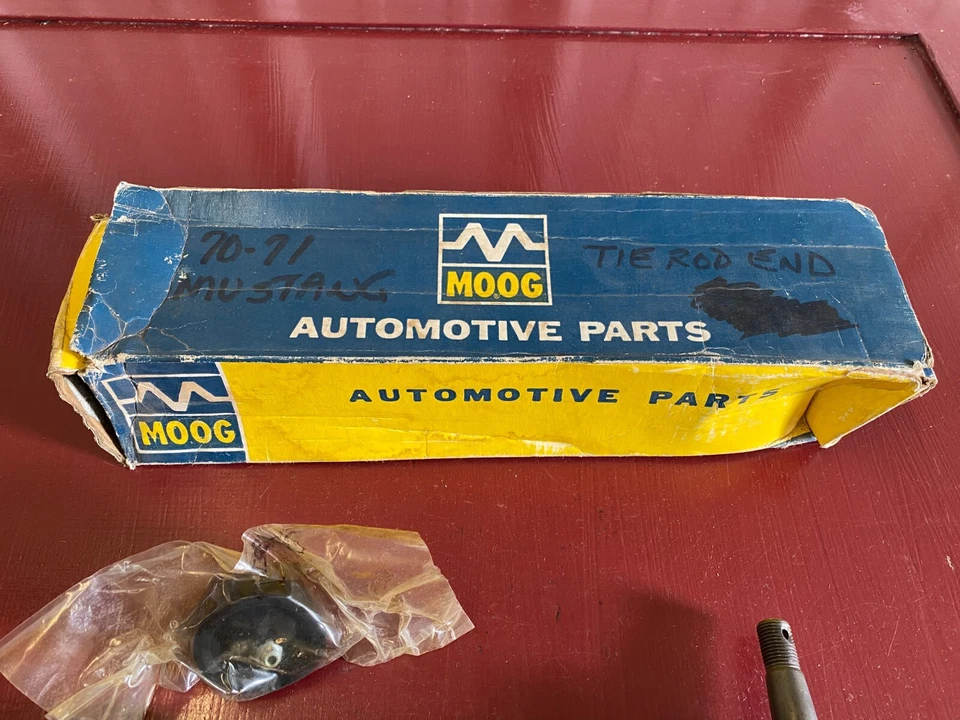 70-71
MUSTANG
MOOG
TIE ROD END
AUTOMOTIVE PARTS
MOOG
AUTOMOTIVE PARTS